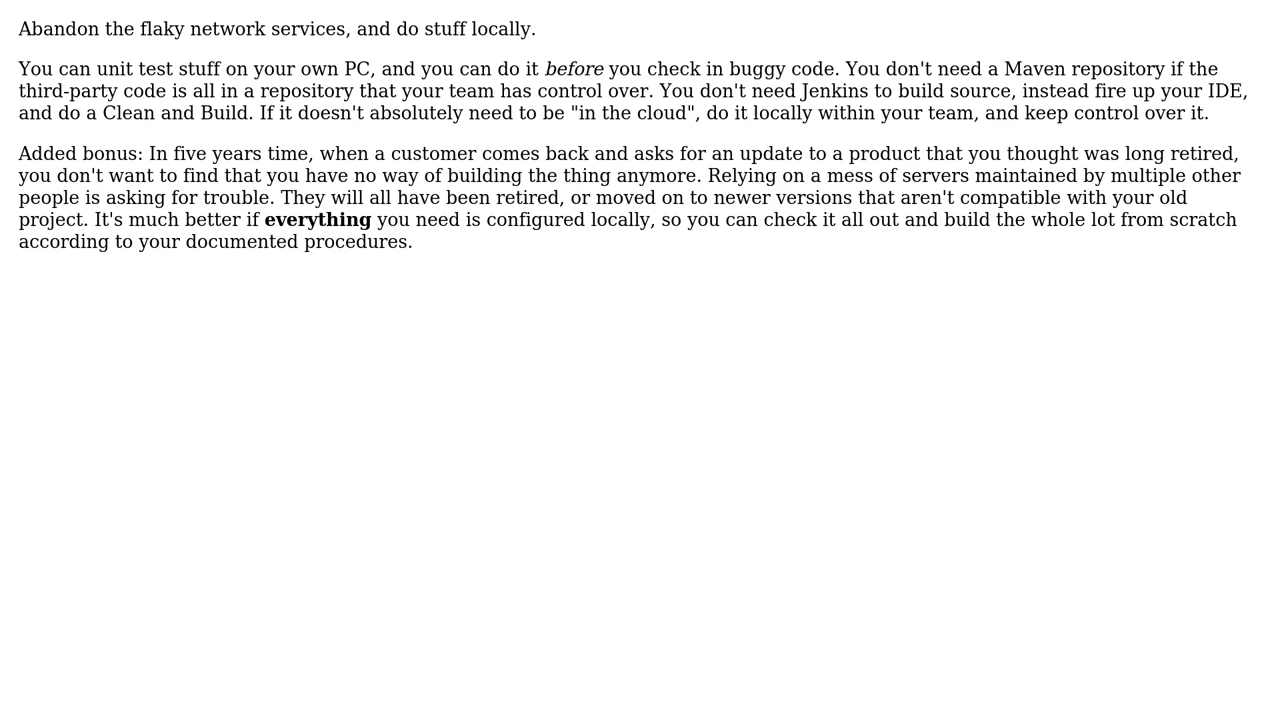 Abandon the flaky network services, and do stuff locally.
You can unit test stuff on your own PC, and you can do it before you check in buggy code. You don't need a Maven repository if the
third-party code is all in a repository that your team has control over. You don't need Jenkins to build source, instead fire up your IDE,
and do a Clean and Build. If it doesn't absolutely need to be "in the cloud", do it locally within your team, and keep control over it.
Added bonus: In five years time, when a customer comes back and asks for an update to a product that you thought was long retired,
you don't want to find that you have no way of building the thing anymore. Relying on a mess of servers maintained by multiple other
people is asking for trouble. They will all have been retired, or moved on to newer versions that aren't compatible with your old
project. It's much better if everything you need is configured locally, so you can check it all out and build the whole lot from scratch
according to your documented procedures.